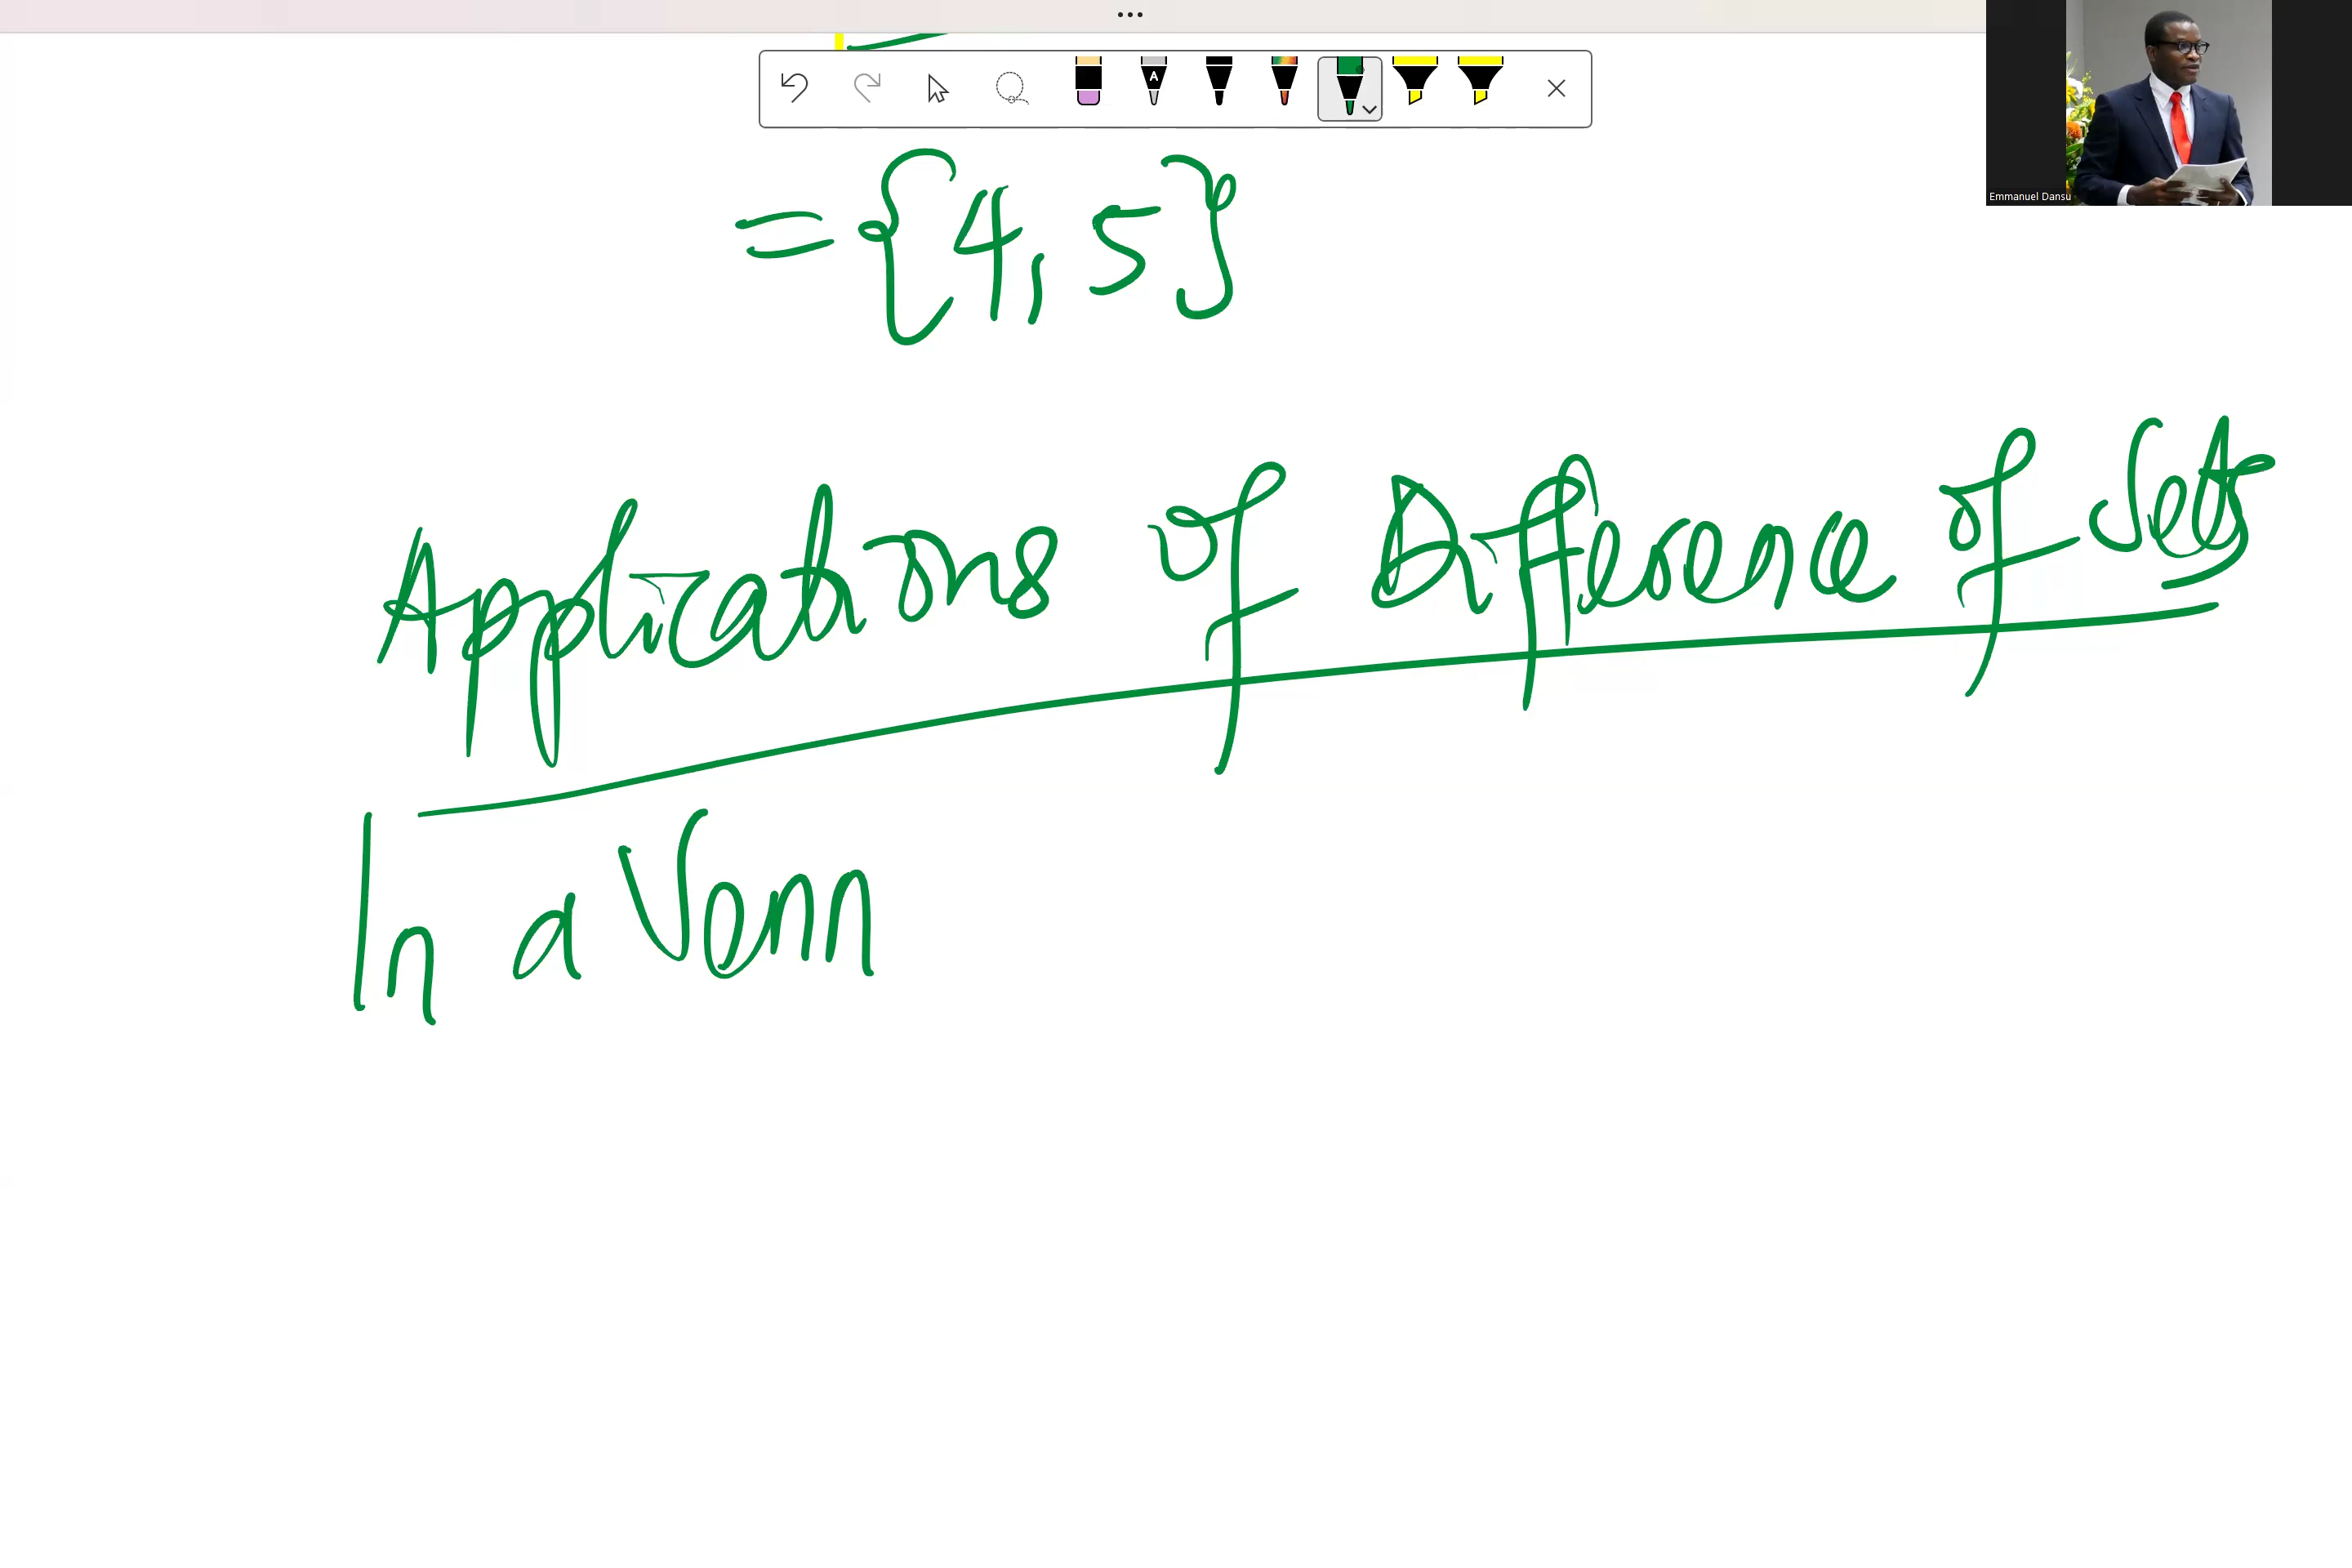 A
Emmanuel Dansu
= {4, 5}
Applications of Difference of Sets
In a Venn